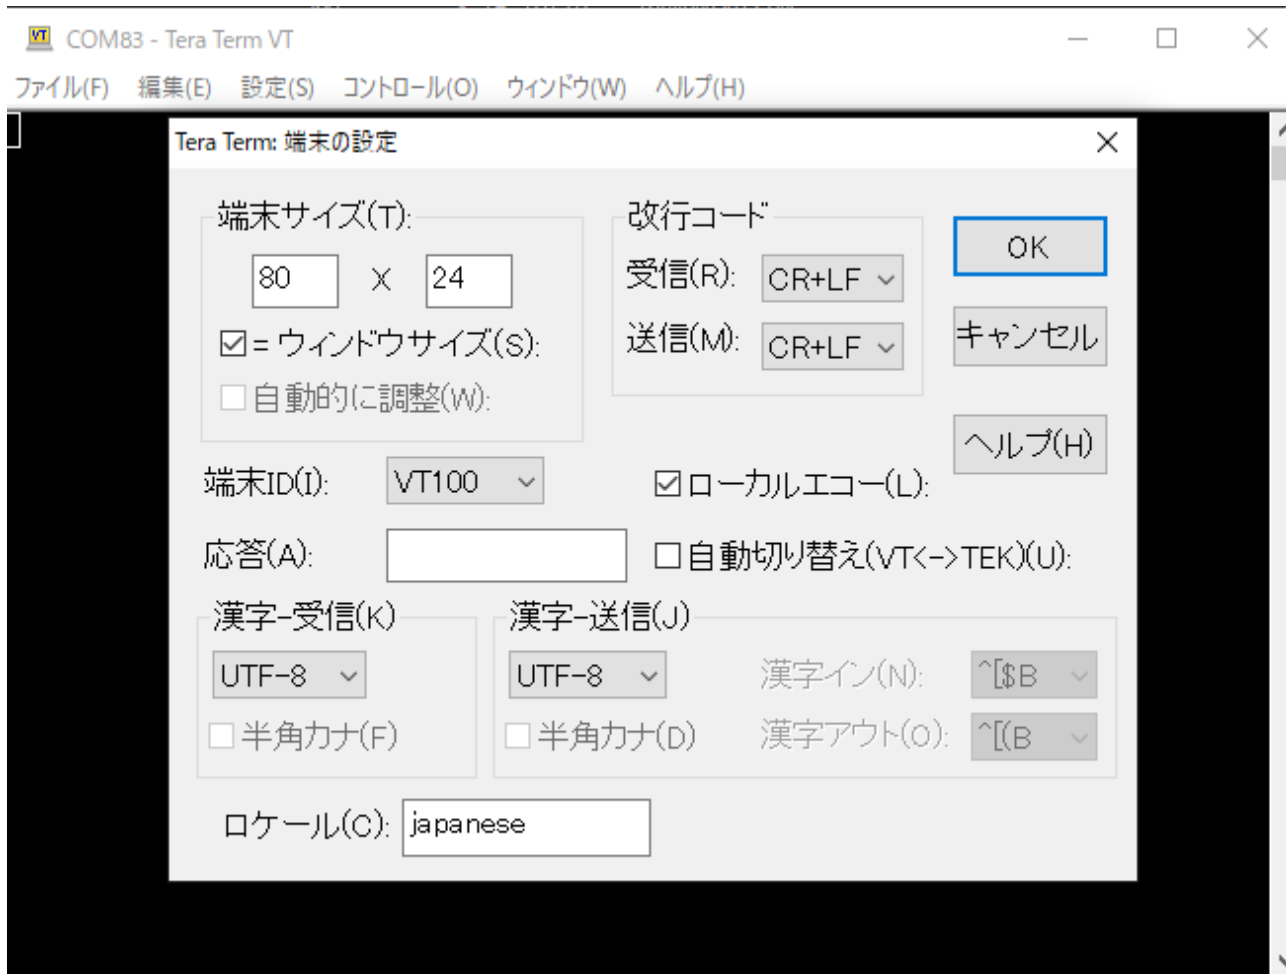 COM83 - Tera Term VT
ファイル(F) 編集(E) 設定(S) コントロール(O) ウィンドウ(W) ヘルプ(H)
Tera Term: 端末の設定
端末サイズ(T):
80 X 24
= ウィンドウサイズ(S):
自動的に調整(W):
改行コード
受信(R): CR+LF
送信(M): CR+LF
OK
キャンセル
ヘルプ(H)
端末ID(I): VT100
ローカルエコー(L):
応答(A):
自動切り替え(VT<->TEK)(U):
漢字-受信(K)
UTF-8
半角カナ(F)
漢字-送信(J)
UTF-8
半角カナ(D)
漢字イン(N): ^[$B
漢字アウト(O): ^[(B
ロケール(C): japanese